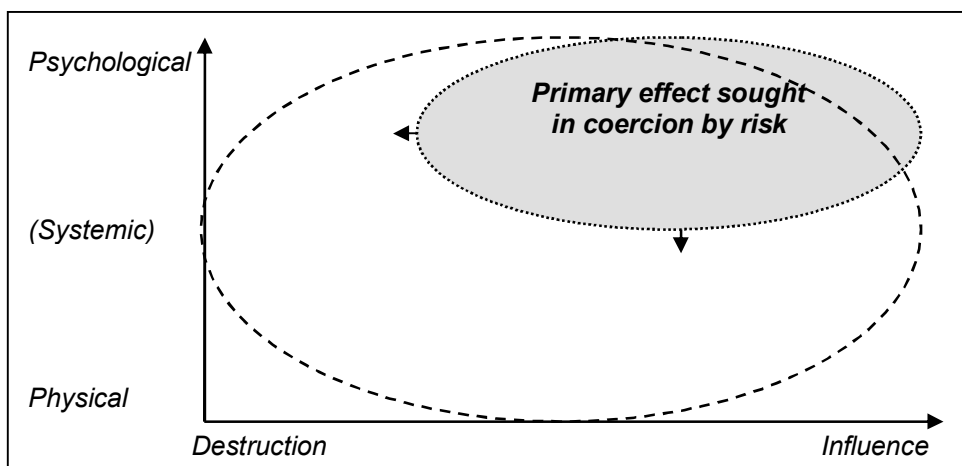 Psychological
Primary effect sought
in coercion by risk
(Systemic)
Physical
Destruction
Influence